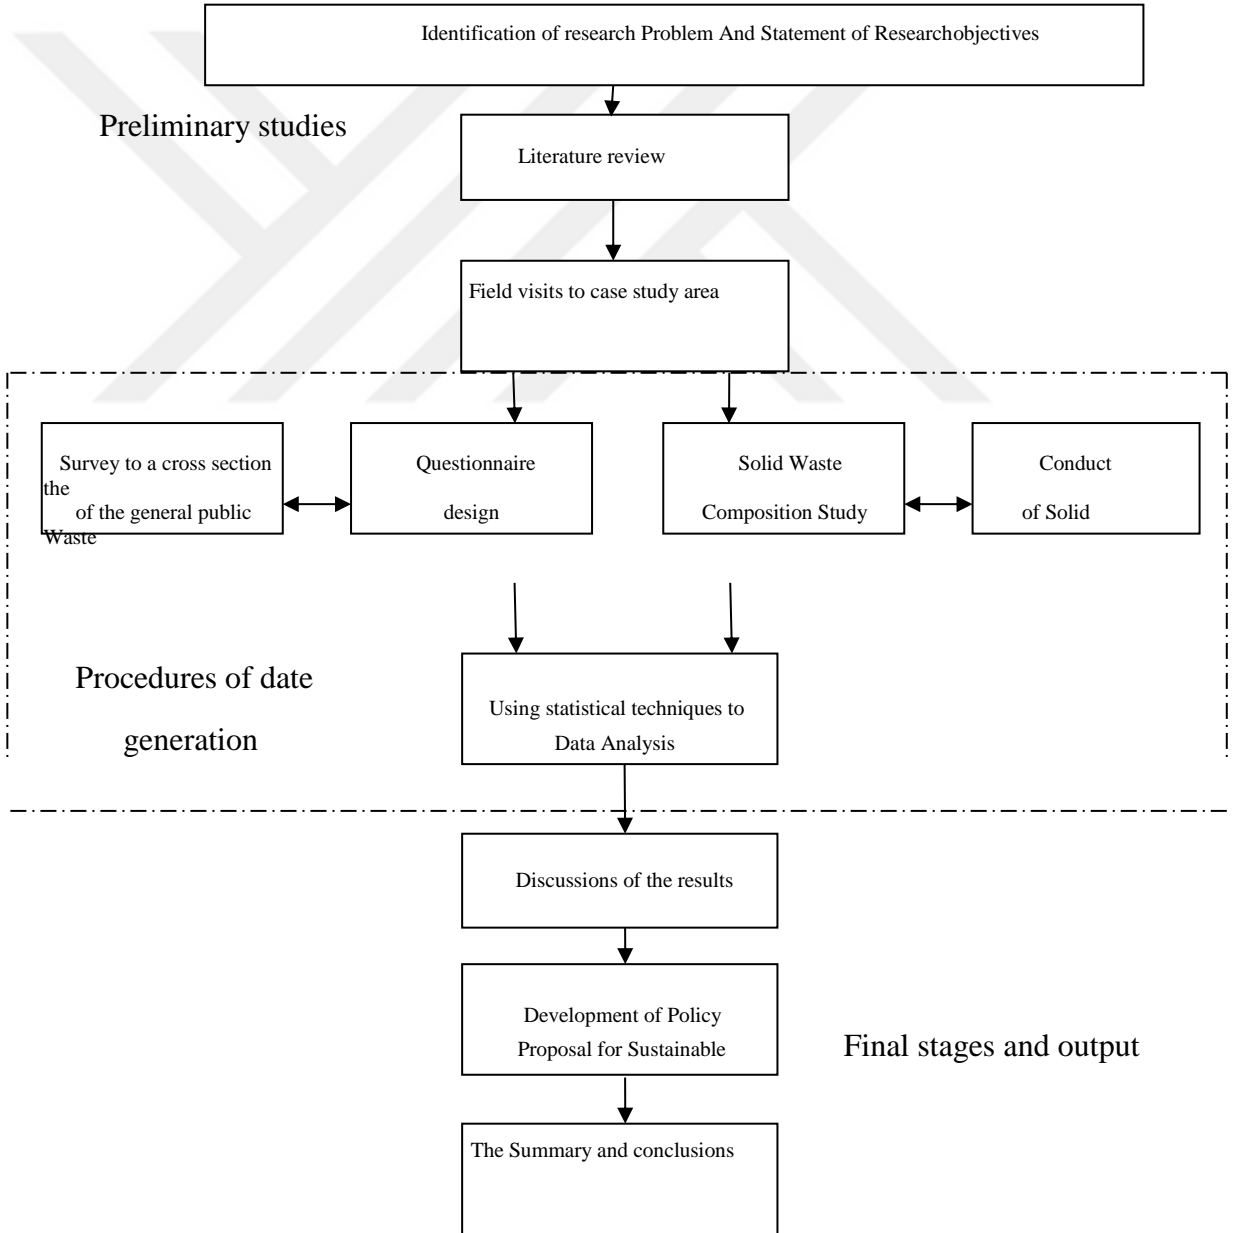 Identification of research Problem And Statement of Researchobjectives
Preliminary studies
Literature review
Field visits to case study area
Survey to a cross section
the
of the general public
Waste
Questionnaire
design
Solid Waste
Composition Study
Conduct
of Solid
Procedures of date
generation
Using statistical techniques to
Data Analysis
Discussions of the results
Development of Policy
Proposal for Sustainable
Final stages and output
The Summary and conclusions